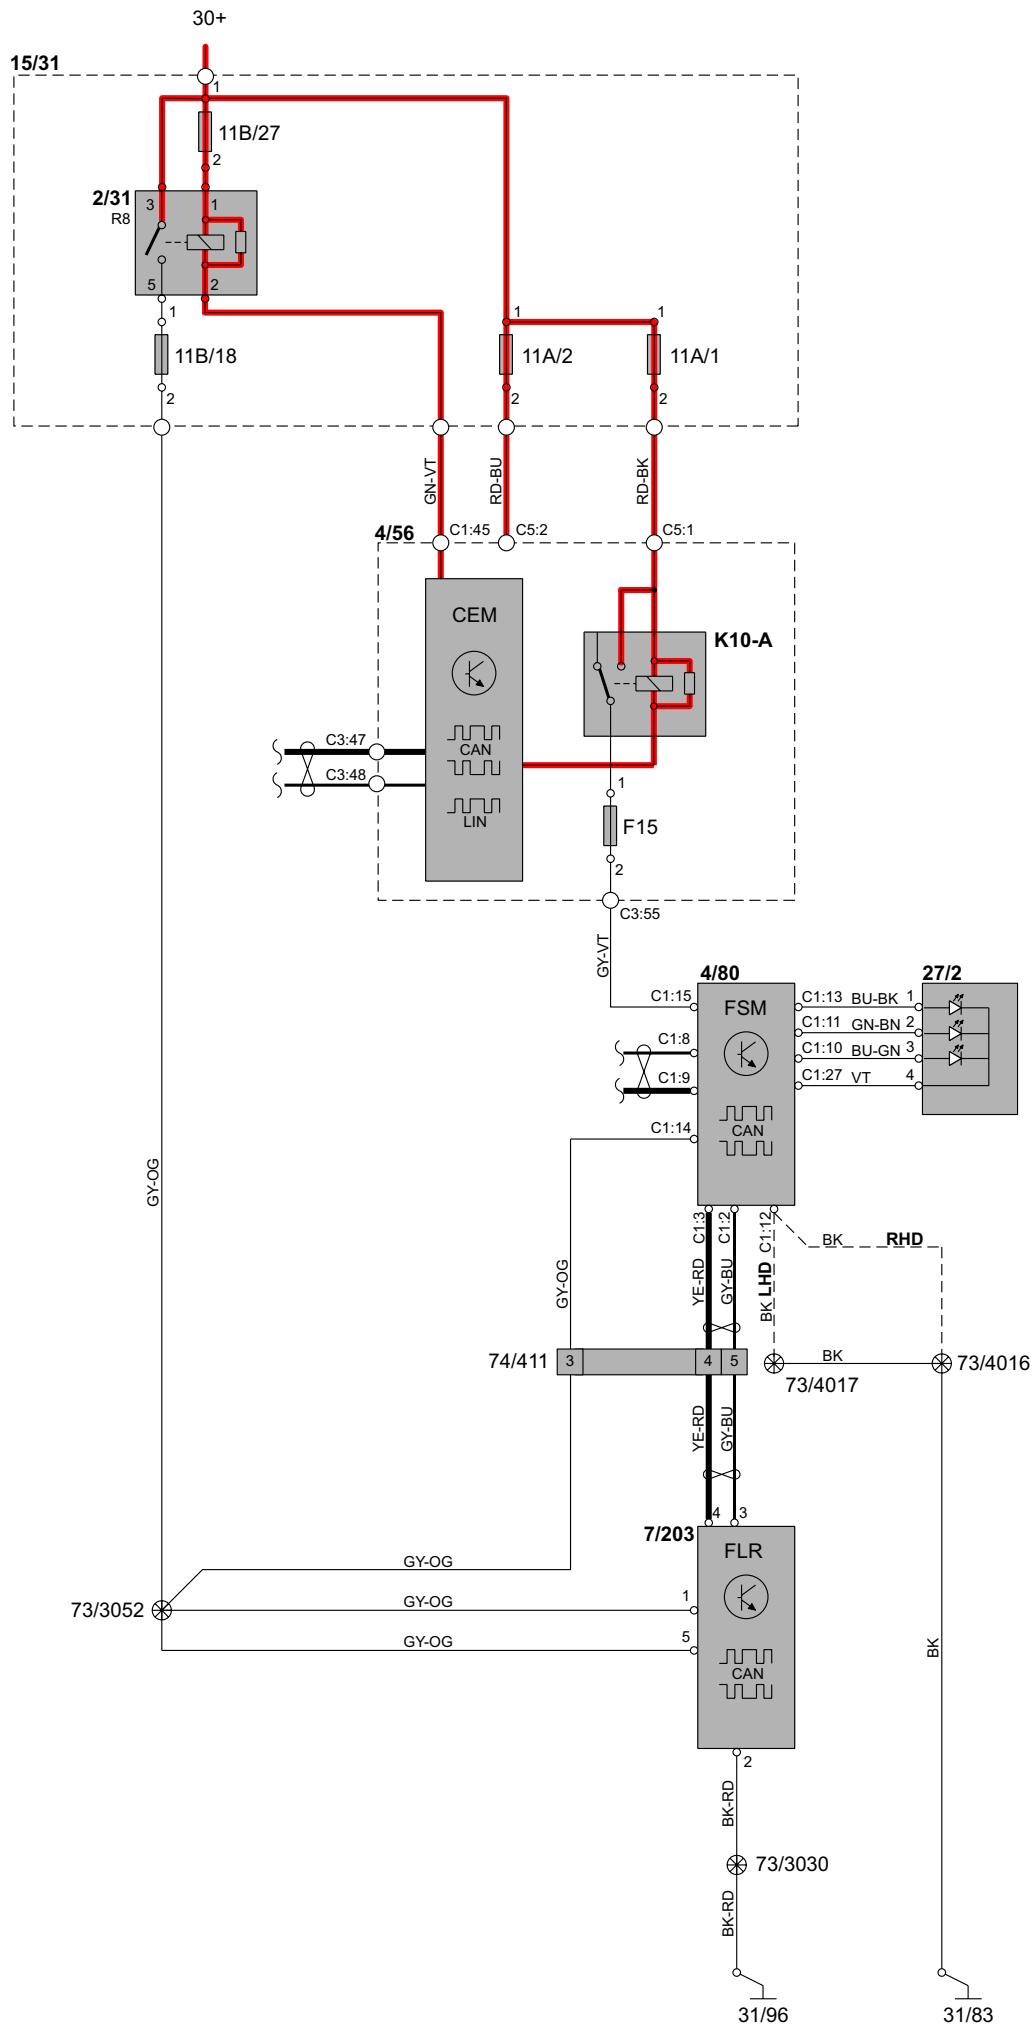 30+
15/31
1
11B/27
2
2/31
R8
3
1
5
2
1
11B/18
2
1
11A/2
2
1
11A/1
2
GN-VT
RD-BU
RD-BK
4/56
C1:45
C5:2
C5:1
CEM
K10-A
C3:47
CAN
C3:48
LIN
1
F15
2
C3:55
GY-VT
4/80
27/2
C1:15
FSM
C1:13 BU-BK 1
C1:11 GN-BN 2
C1:8
C1:10 BU-GN 3
C1:9
C1:27 VT 4
C1:14
CAN
GY-OG
C1:3
C1:2
C1:12
BK
RHD
GY-OG
YE-RD
GY-BU
BK LHD
74/411
3
4
5
BK
73/4016
73/4017
YE-RD
GY-BU
4
3
7/203
FLR
GY-OG
1
73/3052
GY-OG
5
GY-OG
CAN
BK
2
BK-RD
73/3030
BK-RD
31/96
31/83